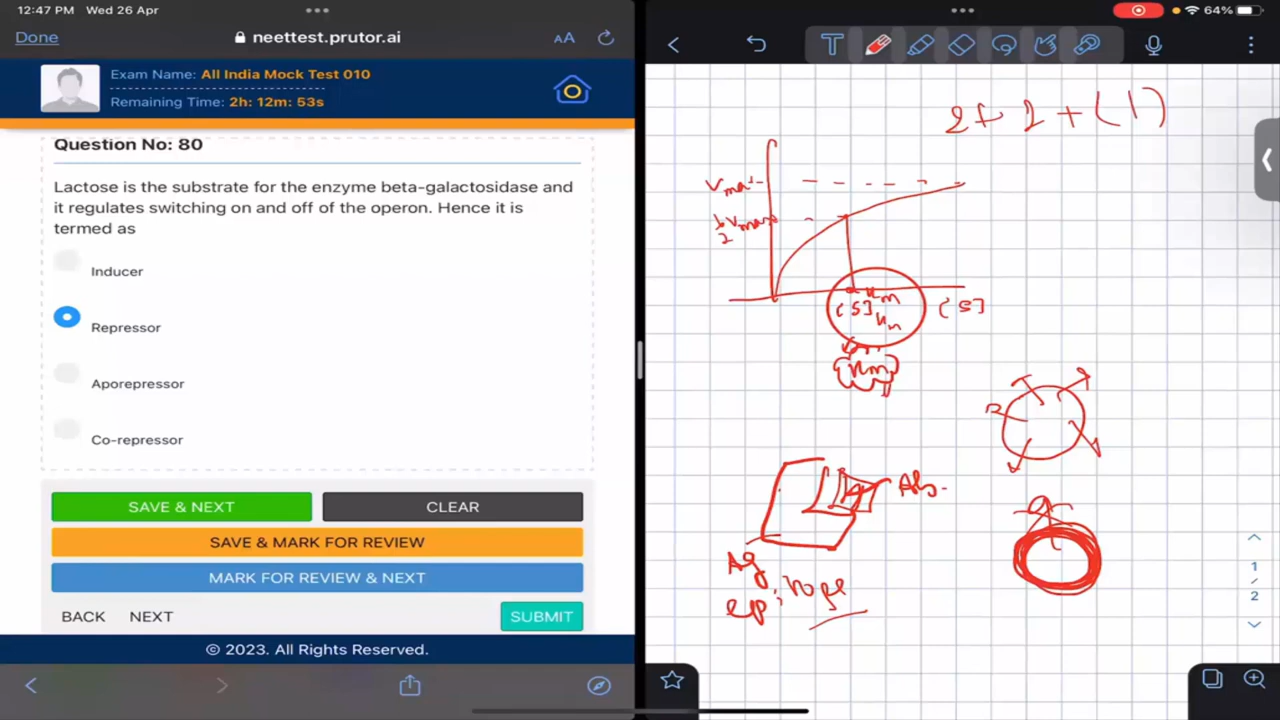 12:47 PM Wed 26 Apr
64%
Done
neettest.prutor.ai
AA
Exam Name: All India Mock Test 010
Remaining Time: 2h: 12m: 53s
Question No: 80
Lactose is the substrate for the enzyme beta-galactosidase and
it regulates switching on and off of the operon. Hence it is
termed as
Inducer
Repressor
Aporepressor
Co-repressor
SAVE & NEXT
CLEAR
SAVE & MARK FOR REVIEW
MARK FOR REVIEW & NEXT
BACK
NEXT
SUBMIT
© 2023. All Rights Reserved.
T
2 + 2 + (1)
Vmax
Vmax
2
Km
[S]
[S]
Km
Ab.
Ag
1
/
2